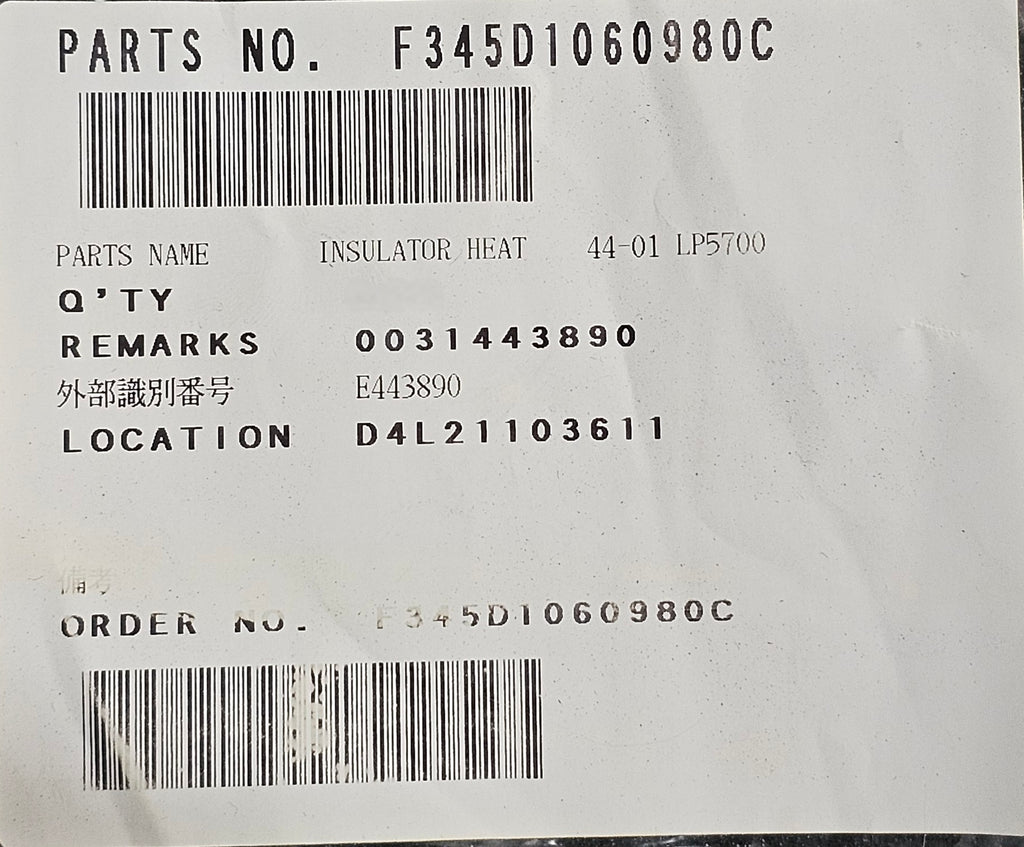 PARTS NO. F345D1060980C
PARTS NAME INSULATOR HEAT 44-01 LP5700
Q'TY
REMARKS 0031443890
外部識別番号 E443890
LOCATION D4L21103611
備考
ORDER NO. F345D1060980C